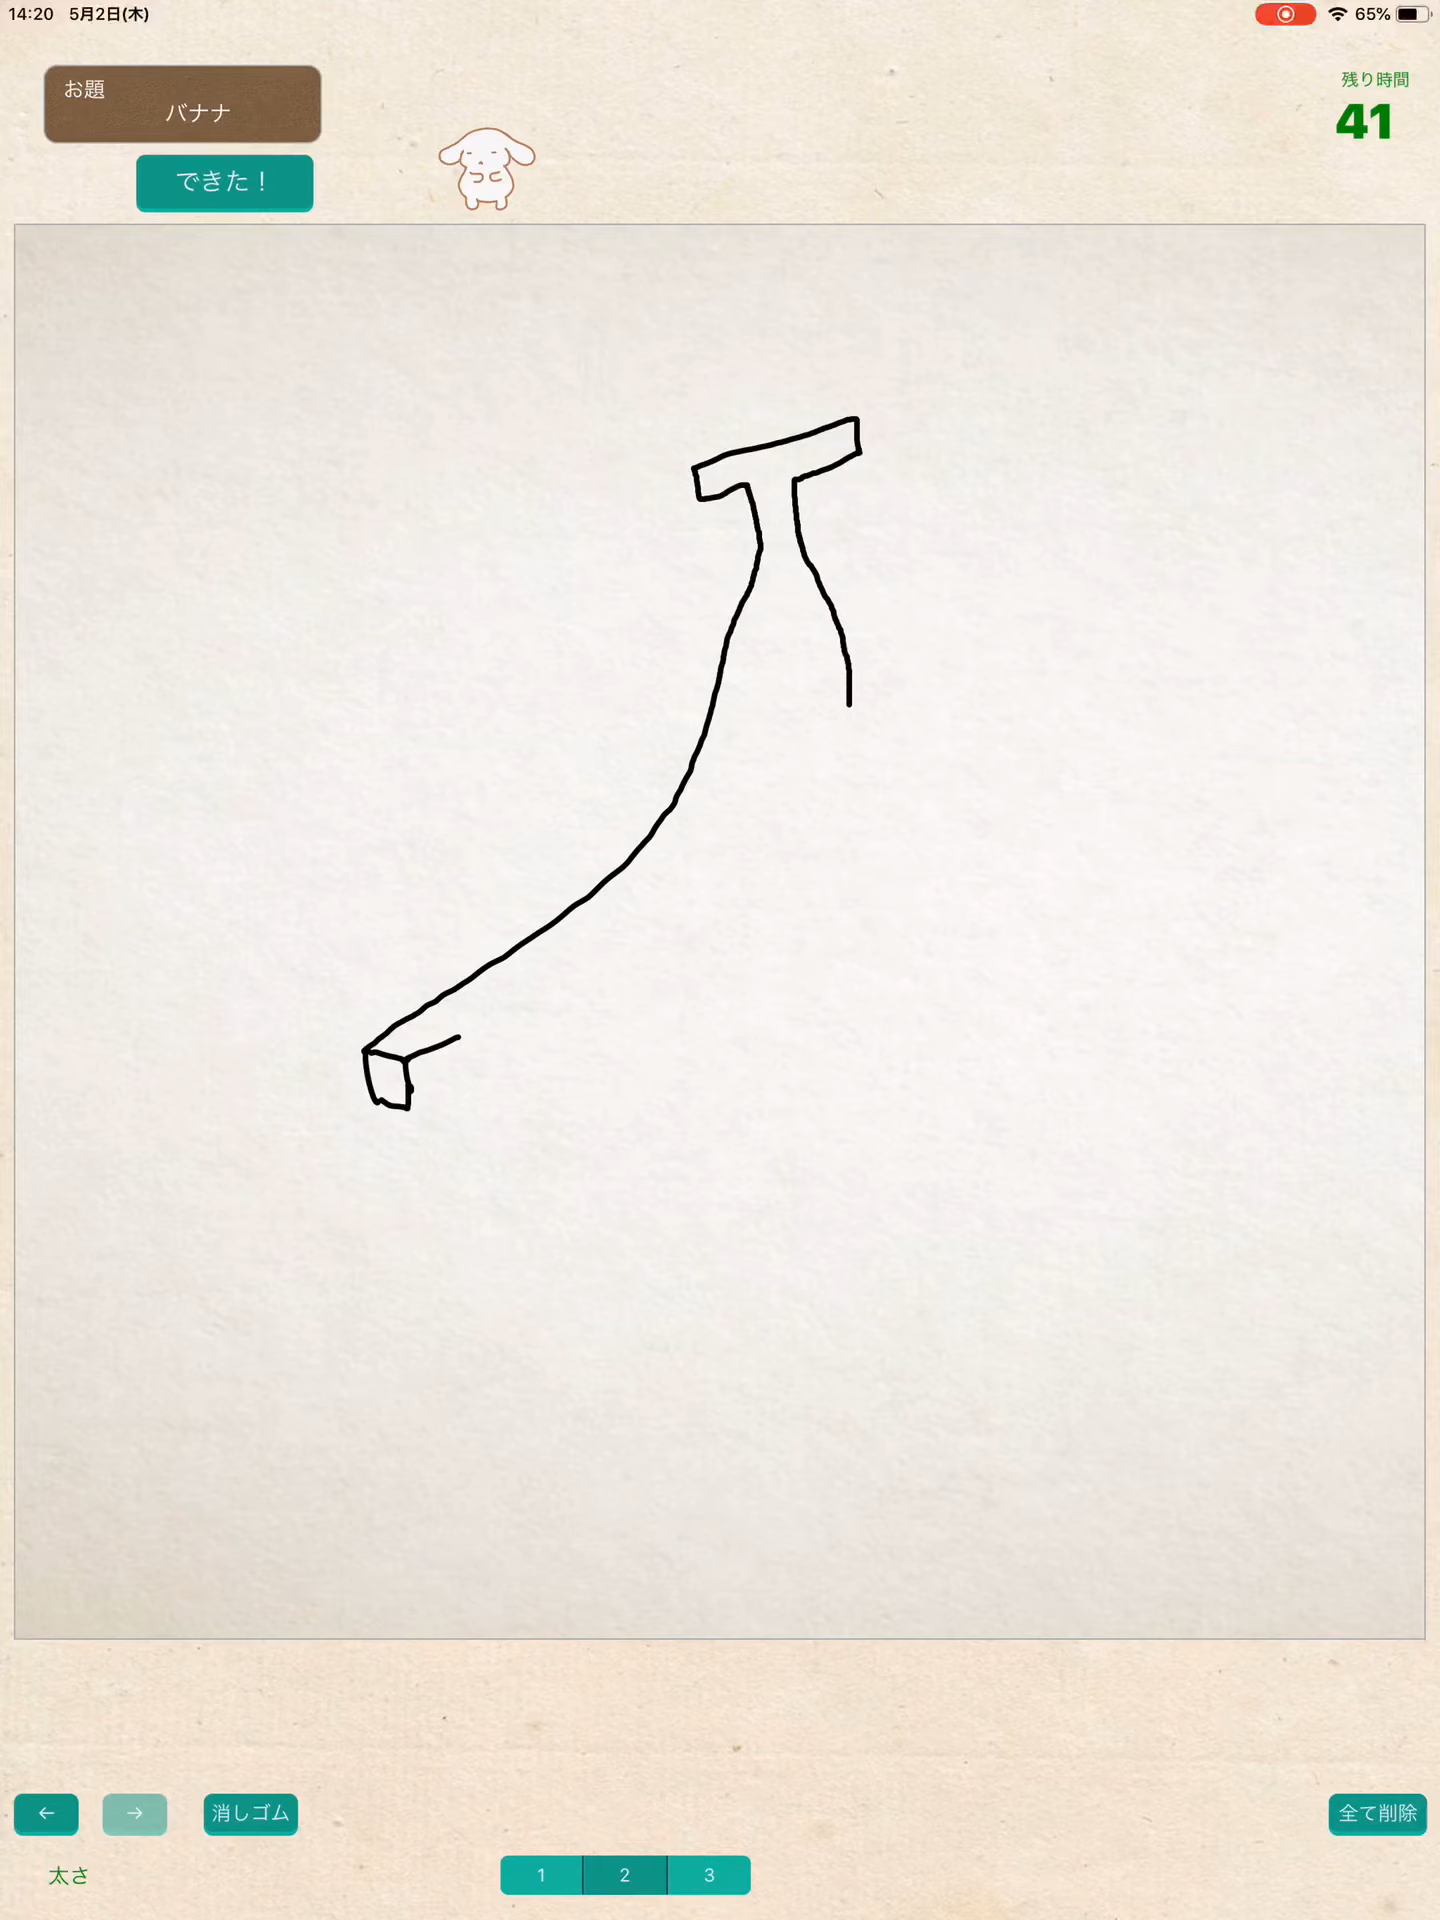 14:20 5月2日(木)
65%
お題
バナナ
残り時間
41
できた！
← → 消しゴム 全て削除
太さ 1 2 3